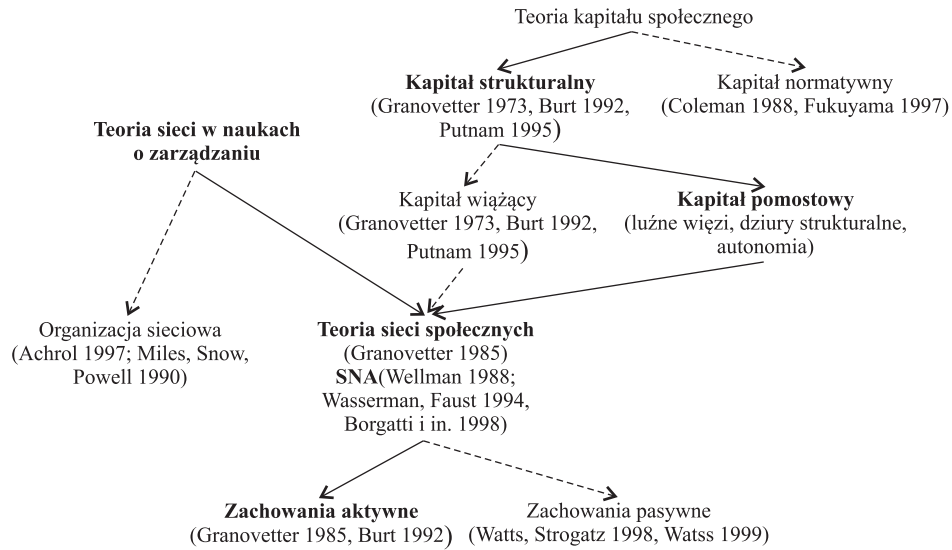 Teoria kapitału społecznego
Kapitał strukturalny
(Granovetter 1973, Burt 1992,
Putnam 1995)
Kapitał normatywny
(Coleman 1988, Fukuyama 1997)
Teoria sieci w naukach
o zarządzaniu
Kapitał wiążący
(Granovetter 1973, Burt 1992,
Putnam 1995)
Kapitał pomostowy
(luźne więzi, dziury strukturalne,
autonomia)
Organizacja sieciowa
(Achrol 1997; Miles, Snow,
Powell 1990)
Teoria sieci społecznych
(Granovetter 1985)
SNA(Wellman 1988;
Wasserman, Faust 1994,
Borgatti i in. 1998)
Zachowania aktywne
(Granovetter 1985, Burt 1992)
Zachowania pasywne
(Watts, Strogatz 1998, Watss 1999)